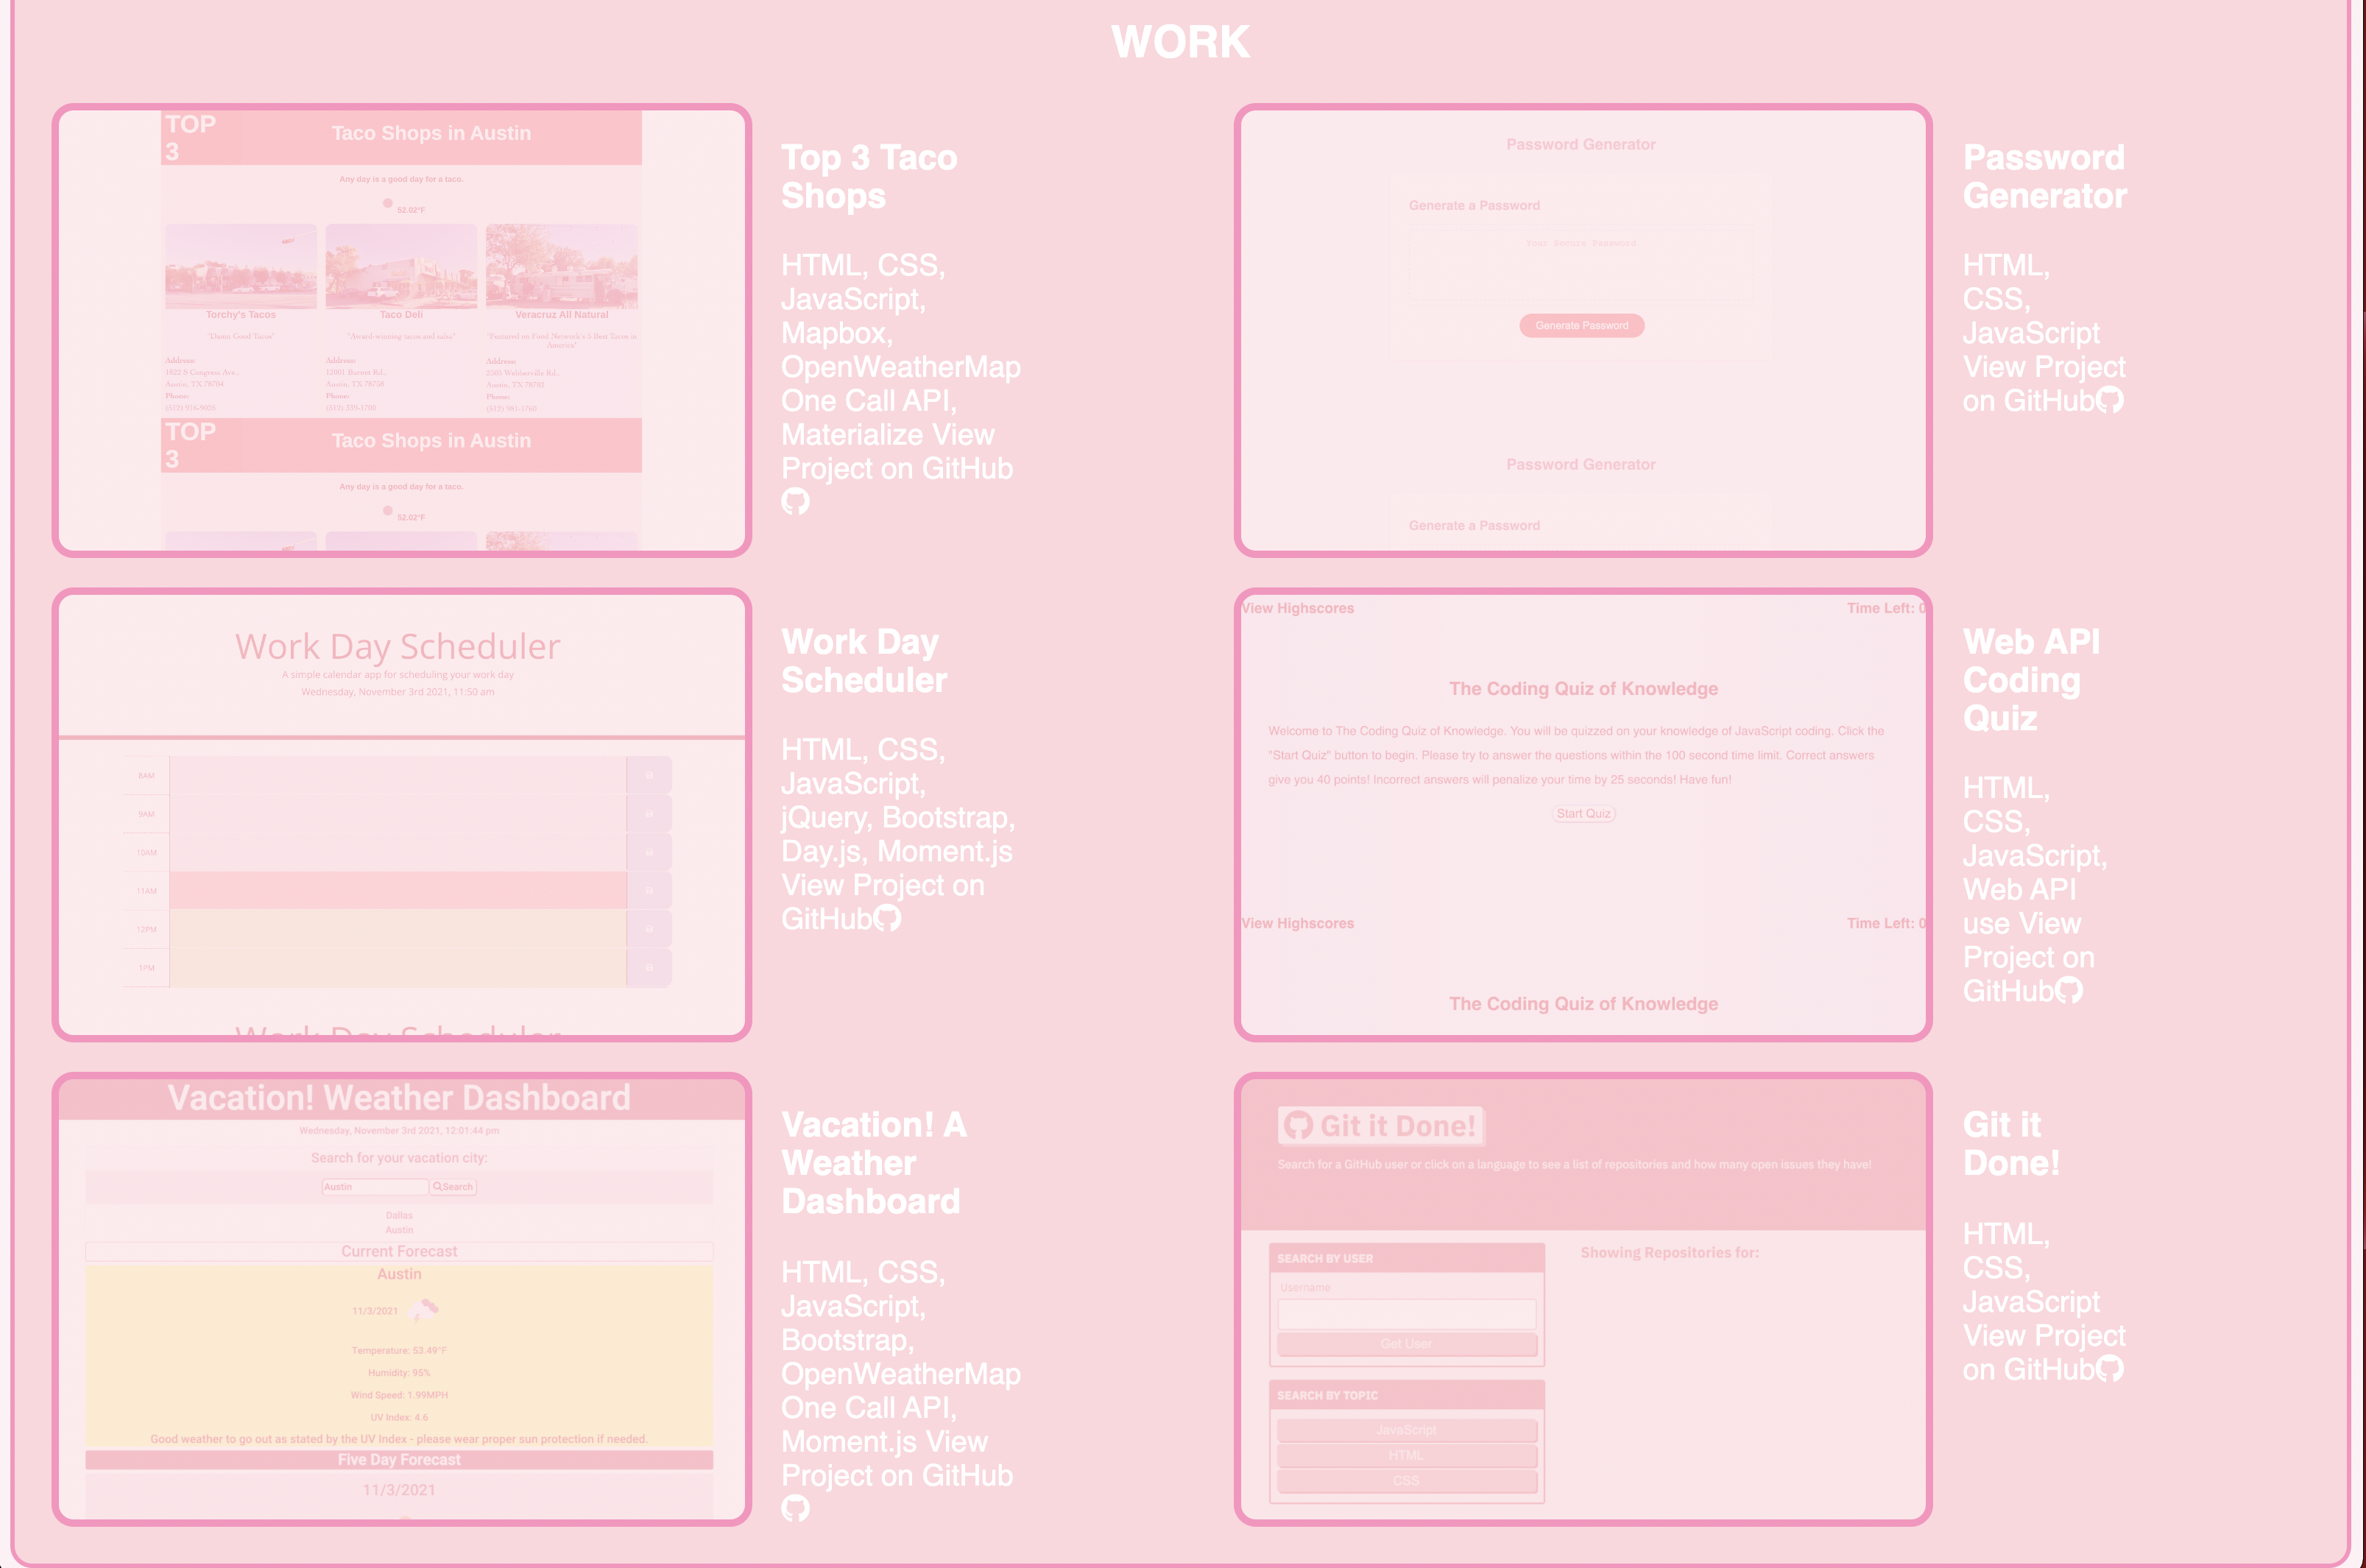 WORK
TOP
3
Taco Shops in Austin
Any day is a good day for a taco.
52.02°F
Torchy's Tacos
"Damn Good Tacos"
Address:
1822 S Congress Ave.,
Austin, TX 78704
Phone:
Taco Deli
"Award-winning tacos and salsa"
Address:
12001 Burnet Rd.,
Austin, TX 78758
Phone:
Veracruz All Natural
"Featured on Food Network's 5 Best Tacos in
America"
Address:
2505 Webberville Rd.,
Austin, TX 78702
Phone:
TOP
3
Taco Shops in Austin
Any day is a good day for a taco.
52.02°F
Top 3 Taco
Shops
HTML, CSS,
JavaScript,
Mapbox,
OpenWeatherMap
One Call API,
Materialize View
Project on GitHub
Password Generator
Generate a Password
Your Secure Password
Generate Password
Password Generator
Generate a Password
Password
Generator
HTML,
CSS,
JavaScript
View Project
on GitHub
Work Day Scheduler
A simple calendar app for scheduling your work day
Wednesday, November 3rd 2021, 11:50 am
8AM
9AM
10AM
11AM
12PM
1PM
Work Day Scheduler
Work Day
Scheduler
HTML, CSS,
JavaScript,
jQuery, Bootstrap,
Day.js, Moment.js
View Project on
GitHub
View Highscores
Time Left: 0
The Coding Quiz of Knowledge
Welcome to The Coding Quiz of Knowledge. You will be quizzed on your knowledge of JavaScript coding. Click the
"Start Quiz" button to begin. Please try to answer the questions within the 100 second time limit. Correct answers
give you 40 points! Incorrect answers will penalize your time by 25 seconds! Have fun!
Start Quiz
View Highscores
Time Left: 0
The Coding Quiz of Knowledge
Web API
Coding
Quiz
HTML,
CSS,
JavaScript,
Web API
use View
Project on
GitHub
Vacation! Weather Dashboard
Wednesday, November 3rd 2021, 12:01:44 pm
Search for your vacation city:
Austin
Search
Dallas
Austin
Current Forecast
Austin
11/3/2021
Temperature: 53.49°F
Humidity: 95%
Wind Speed: 1.99MPH
UV Index: 4.6
Good weather to go out as stated by the UV Index - please wear proper sun protection if needed.
Five Day Forecast
11/3/2021
Vacation! A
Weather
Dashboard
HTML, CSS,
JavaScript,
Bootstrap,
OpenWeatherMap
One Call API,
Moment.js View
Project on GitHub
Git it Done!
Search for a GitHub user or click on a language to see a list of repositories and how many open issues they have!
SEARCH BY USER
Username
Get User
SEARCH BY TOPIC
JavaScript
HTML
CSS
Showing Repositories for:
Git it
Done!
HTML,
CSS,
JavaScript
View Project
on GitHub